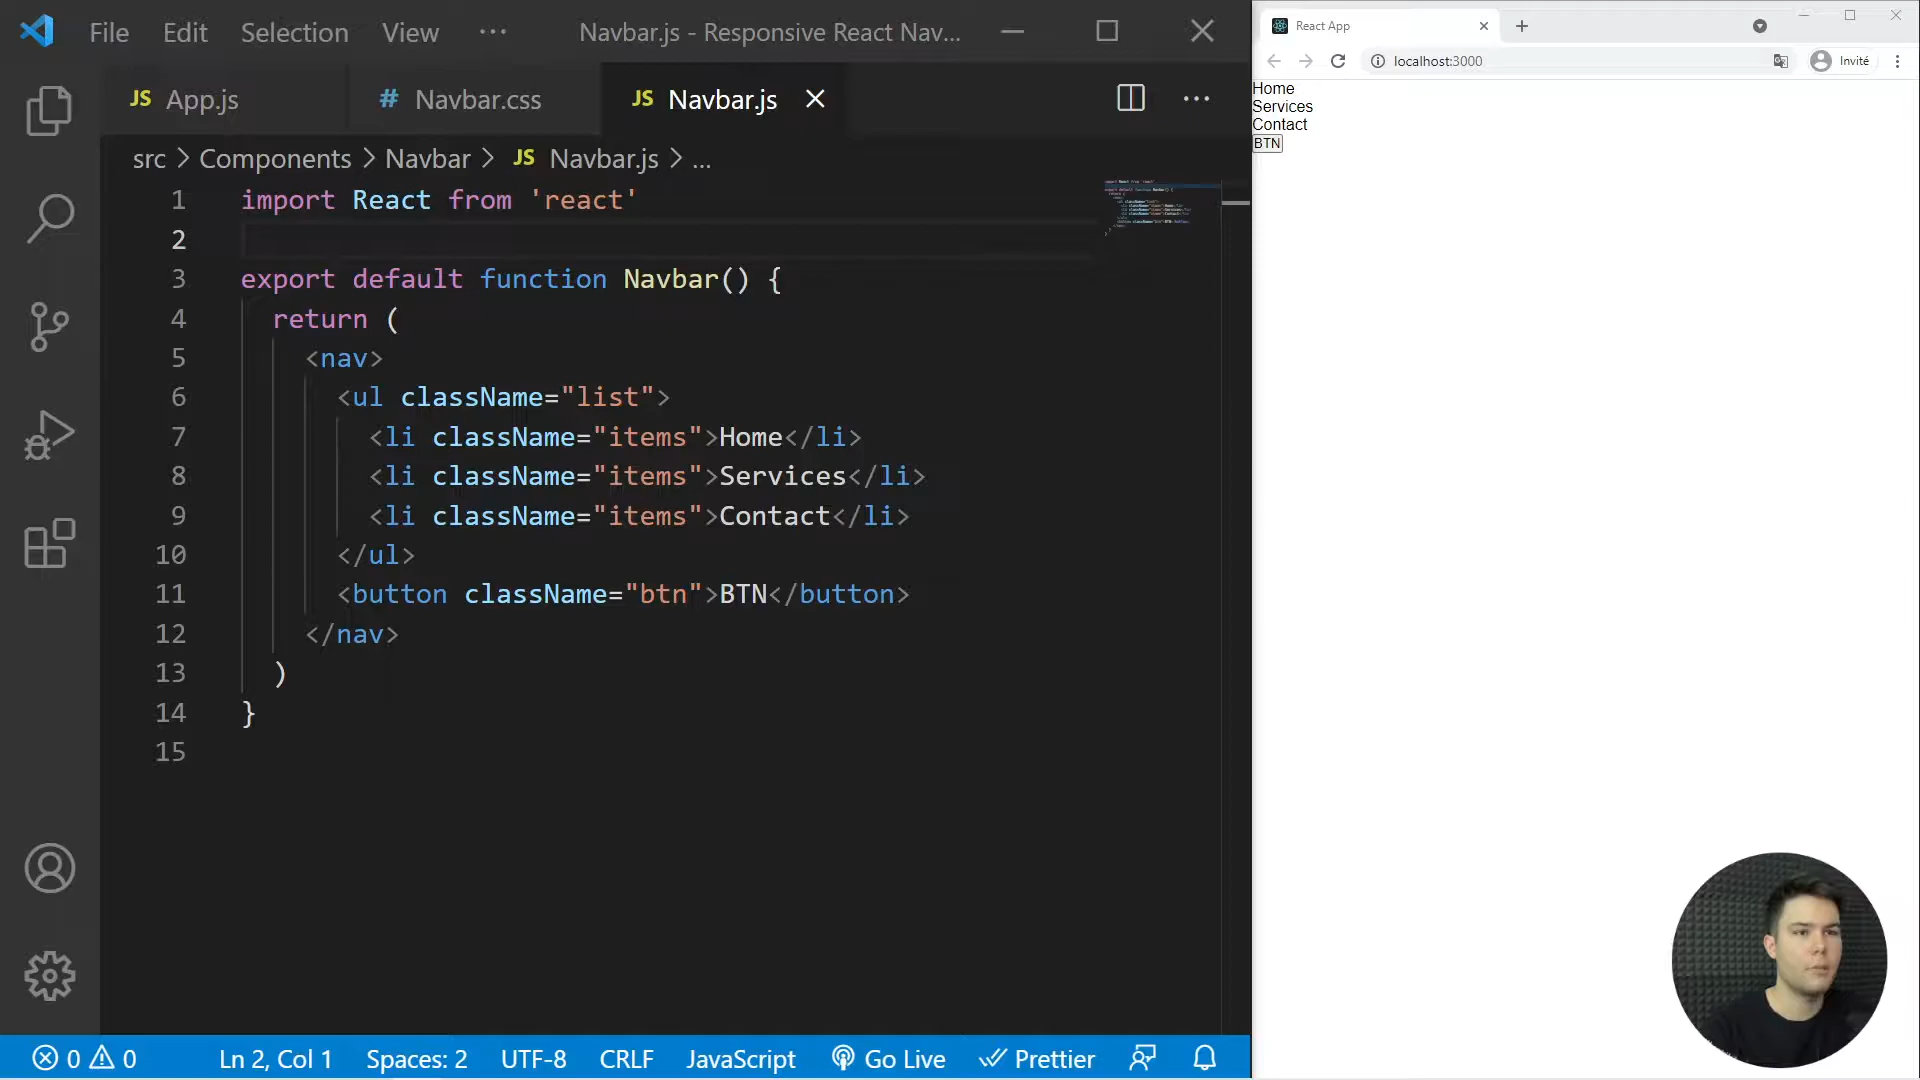 File Edit Selection View ··· Navbar.js - Responsive React Nav...
JS App.js # Navbar.css JS Navbar.js
src > Components > Navbar > JS Navbar.js > ...
1 import React from 'react'
2
3 export default function Navbar() {
4 return (
5 <nav>
6 <ul className="list">
7 <li className="items">Home</li>
8 <li className="items">Services</li>
9 <li className="items">Contact</li>
10 </ul>
11 <button className="btn">BTN</button>
12 </nav>
13 )
14 }
15
0 0 Ln 2, Col 1 Spaces: 2 UTF-8 CRLF JavaScript Go Live Prettier
React App
localhost:3000 Invité
Home
Services
Contact
BTN